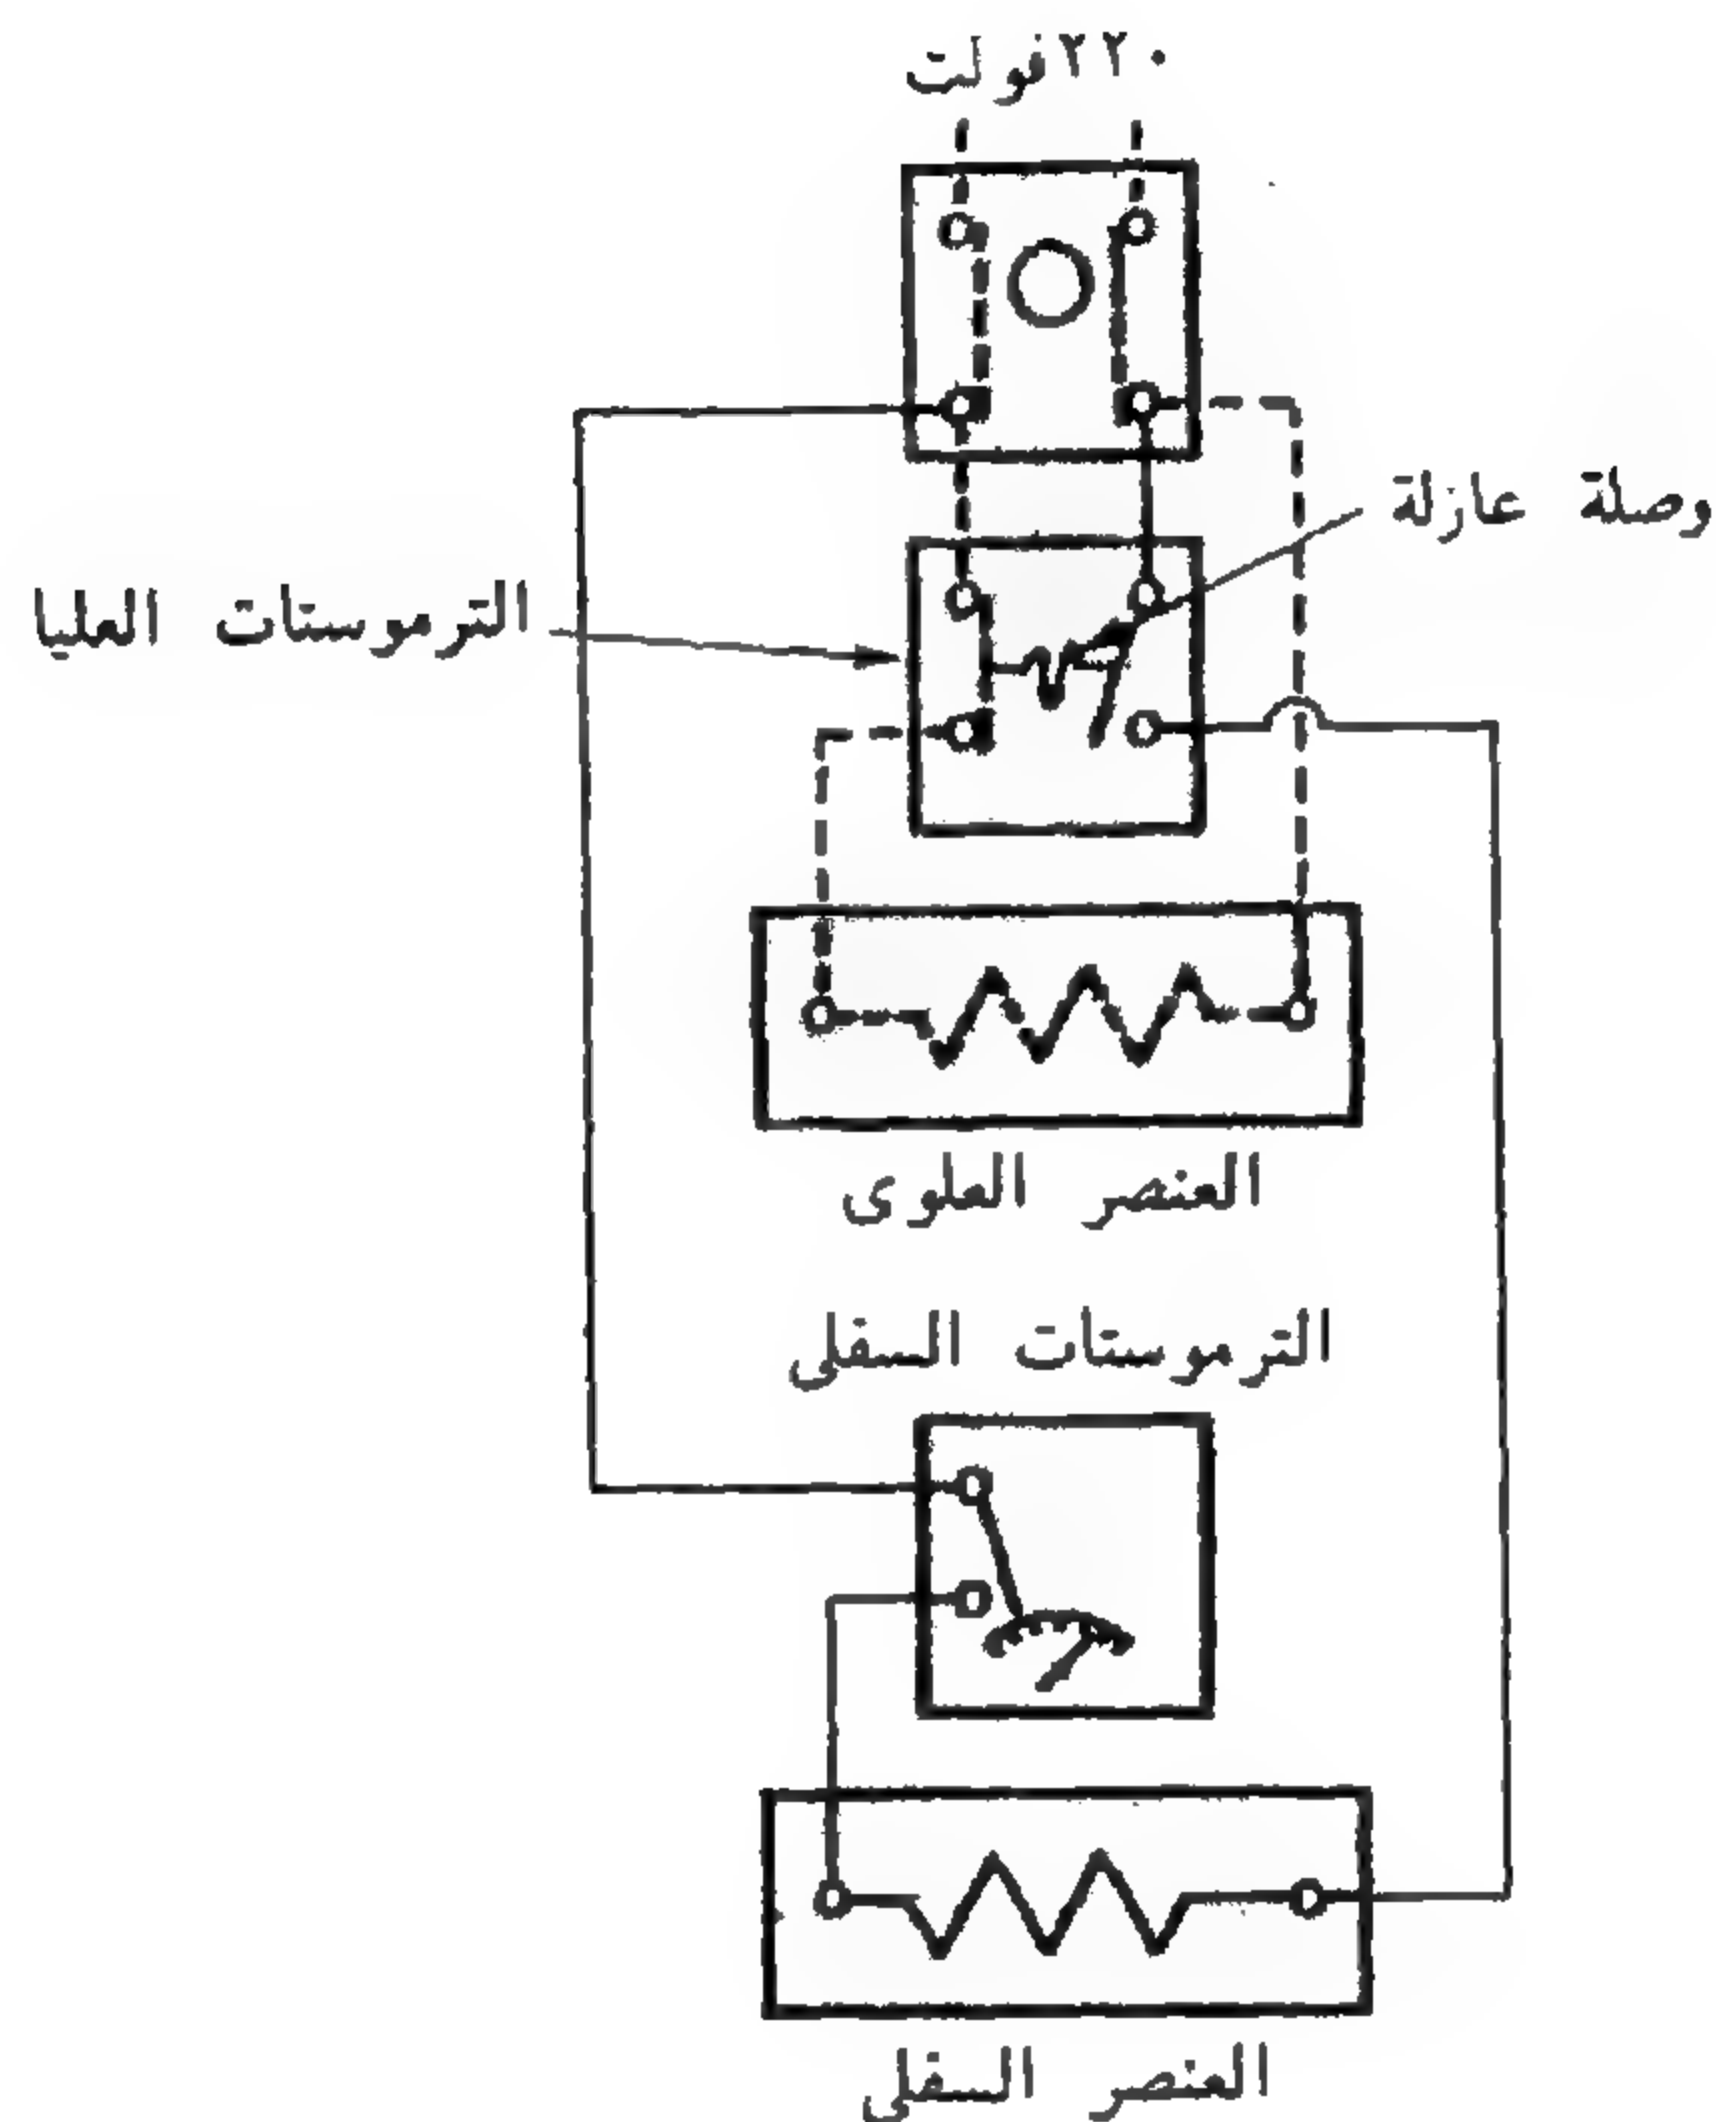 ٢٢٠ فولت
وصلة عازلة
الترموستات العليا
العنصر العلوى
الترموستات السفلى
العنصر السفلى